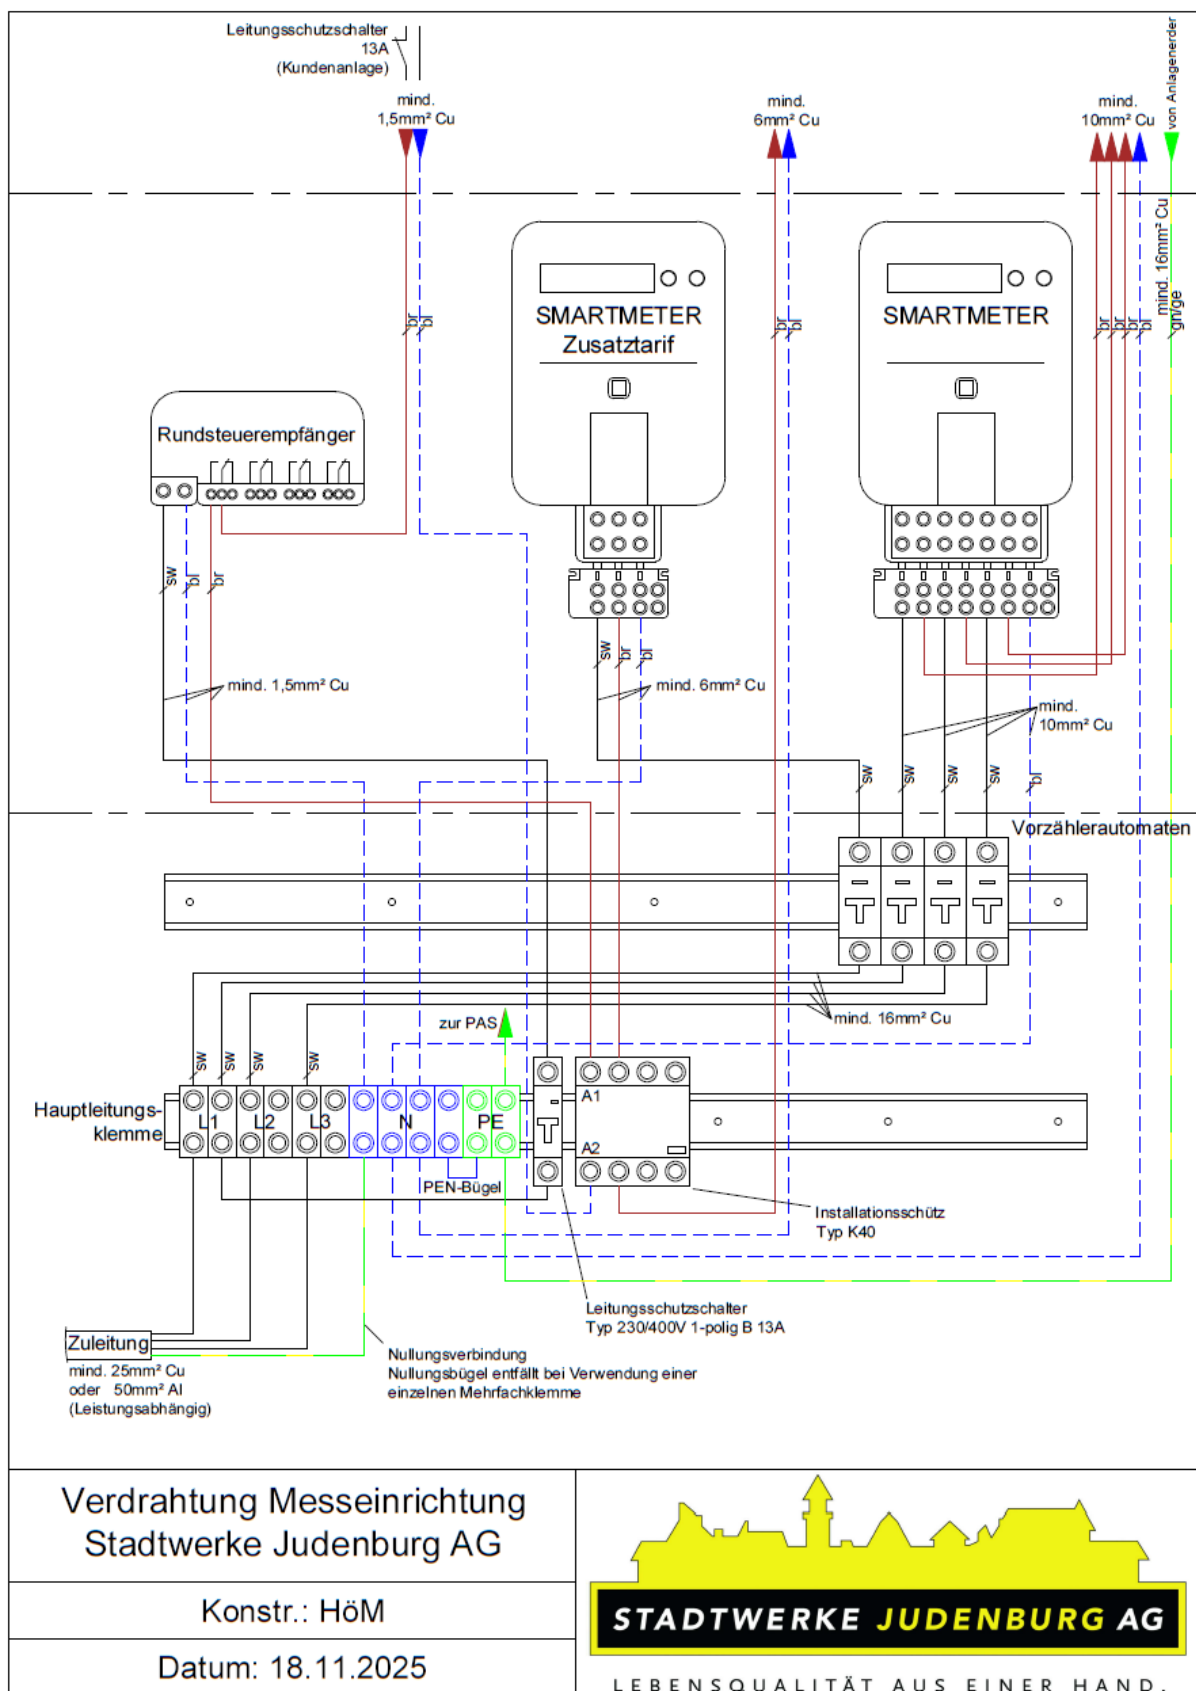 Leitungsschutzschalter
13A
(Kundenanlage)
mind.
1,5mm² Cu
mind.
6mm² Cu
mind.
10mm² Cu
von Anlagenerder
mind. 16mm² Cu
gn/ge
br
bl
br
bl
br
br
br
bl
SMARTMETER
Zusatztarif
SMARTMETER
Rundsteuerempfänger
sw
bl
br
sw
br
bl
mind. 1,5mm² Cu
mind. 6mm² Cu
mind.
10mm² Cu
sw
sw
sw
sw
bl
Vorzählerautomaten
mind. 16mm² Cu
zur PAS
sw
sw
sw
sw
Hauptleitungs-
klemme
L1
L2
L3
N
PE
A1
A2
PEN-Bügel
Installationsschütz
Typ K40
Leitungsschutzschalter
Typ 230/400V 1-polig B 13A
Zuleitung
mind. 25mm² Cu
oder 50mm² Al
(Leistungsabhängig)
Nullungsverbindung
Nullungsbügel entfällt bei Verwendung einer
einzelnen Mehrfachklemme
Verdrahtung Messeinrichtung
Stadtwerke Judenburg AG
Konstr.: HöM
Datum: 18.11.2025
STADTWERKE JUDENBURG AG
LEBENSQUALITÄT AUS EINER HAND.